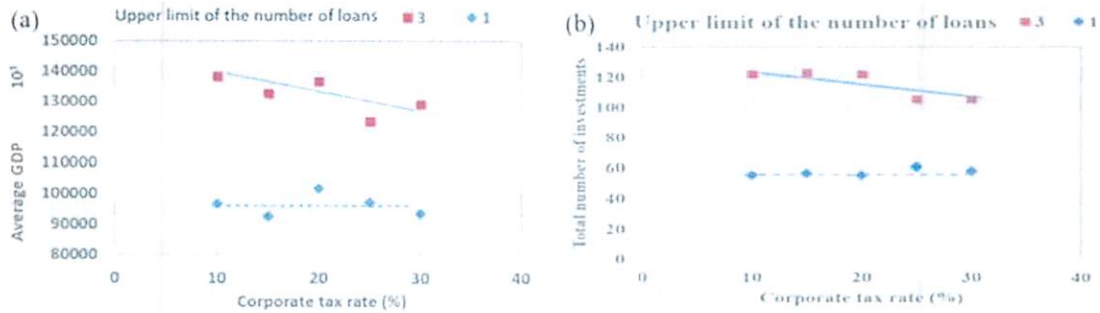 (a) Upper limit of the number of loans 3 1
150000
140000
130000
120000
110000
100000
90000
80000
Average GDP 10¹
0 10 20 30 40
Corporate tax rate (%)
(b) Upper limit of the number of loans 3 1
140
120
100
80
60
40
20
0
Total number of investments
0 10 20 30 40
Corporate tax rate (%)